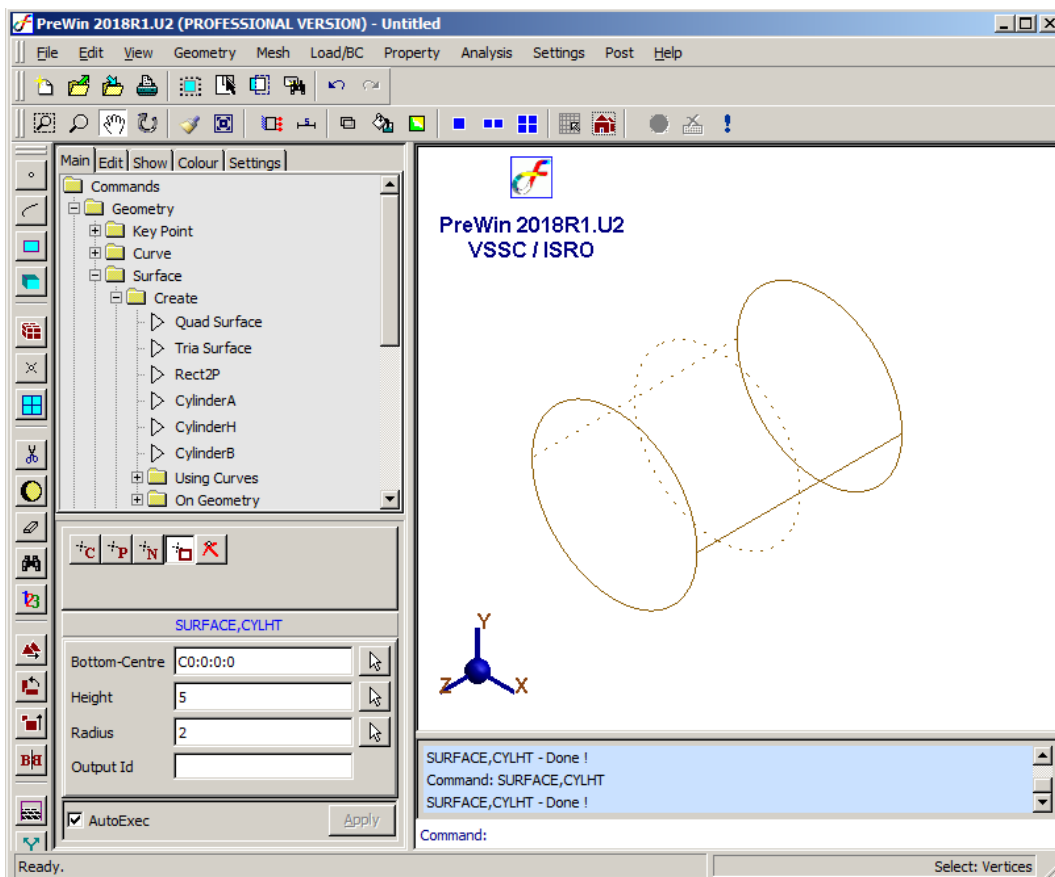 PreWin 2018R1.U2 (PROFESSIONAL VERSION) - Untitled
File Edit View Geometry Mesh Load/BC Property Analysis Settings Post Help
Main Edit Show Colour Settings
Commands
Geometry
Key Point
Curve
Surface
Create
Quad Surface
Tria Surface
Rect2P
CylinderA
CylinderH
CylinderB
Using Curves
On Geometry
C P N
SURFACE,CYLHT
Bottom-Centre C0:0:0:0
Height 5
Radius 2
Output Id
AutoExec Apply
123
B B
PreWin 2018R1.U2
VSSC / ISRO
Y
Z X
SURFACE,CYLHT - Done !
Command: SURFACE,CYLHT
SURFACE,CYLHT - Done !
Command:
Ready. Select: Vertices